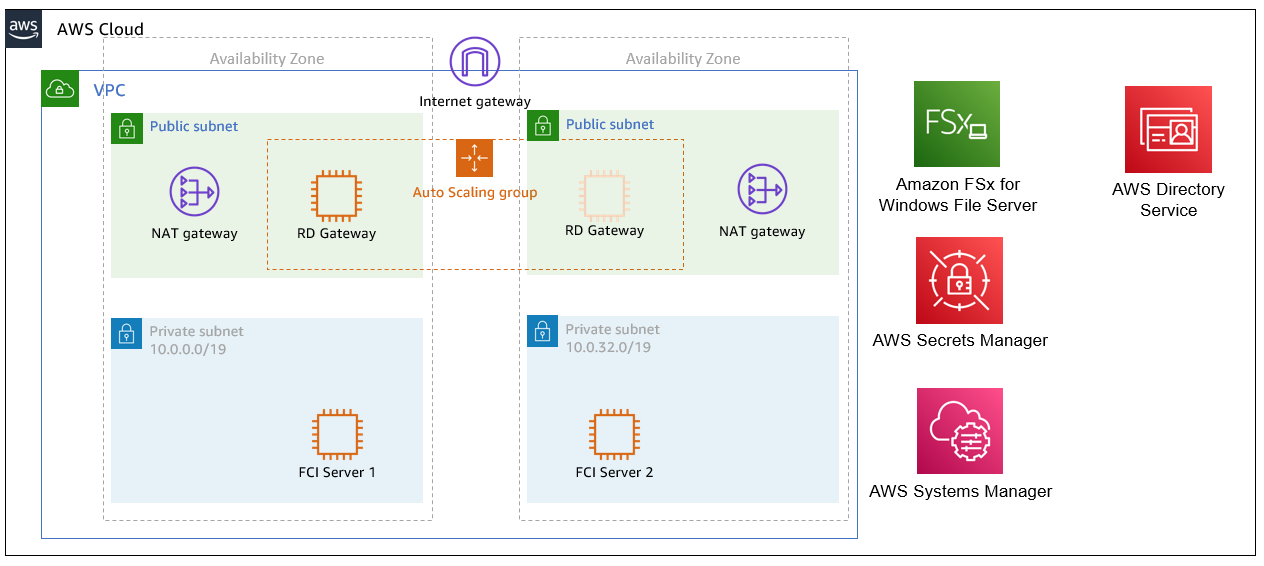 aws
AWS Cloud
Availability Zone
Availability Zone
VPC
Internet gateway
Public subnet
Public subnet
Auto Scaling group
NAT gateway
RD Gateway
RD Gateway
NAT gateway
Private subnet
10.0.0.0/19
Private subnet
10.0.32.0/19
FCI Server 1
FCI Server 2
FSx
Amazon FSx for
Windows File Server
AWS Directory
Service
AWS Secrets Manager
AWS Systems Manager